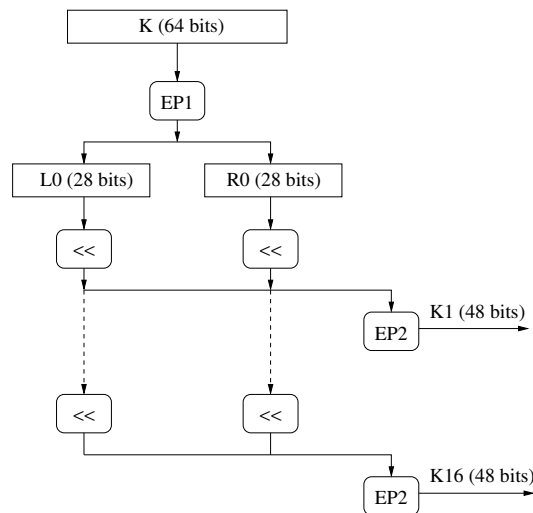 K (64 bits)
EP1
L0 (28 bits)
R0 (28 bits)
<<
<<
K1 (48 bits)
EP2
<<
<<
K16 (48 bits)
EP2